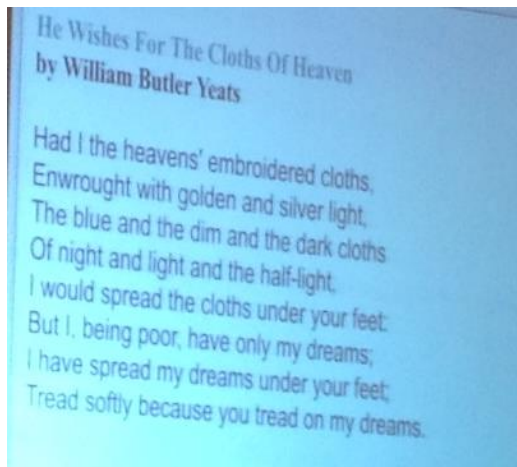 He Wishes For The Cloths Of Heaven
by William Butler Yeats
Had I the heavens' embroidered cloths,
Enwrought with golden and silver light,
The blue and the dim and the dark cloths
Of night and light and the half-light,
I would spread the cloths under your feet:
But I, being poor, have only my dreams;
I have spread my dreams under your feet;
Tread softly because you tread on my dreams.